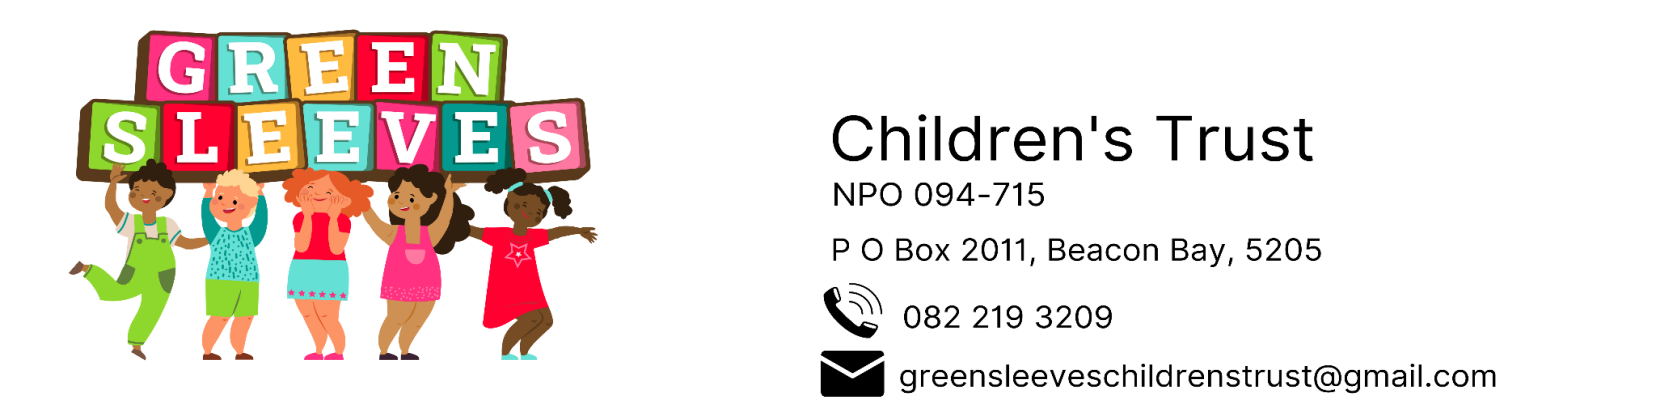 GREEN
SLEEVES
Children's Trust
NPO 094-715
P O Box 2011, Beacon Bay, 5205
082 219 3209
greensleeveschildrenstrust@gmail.com